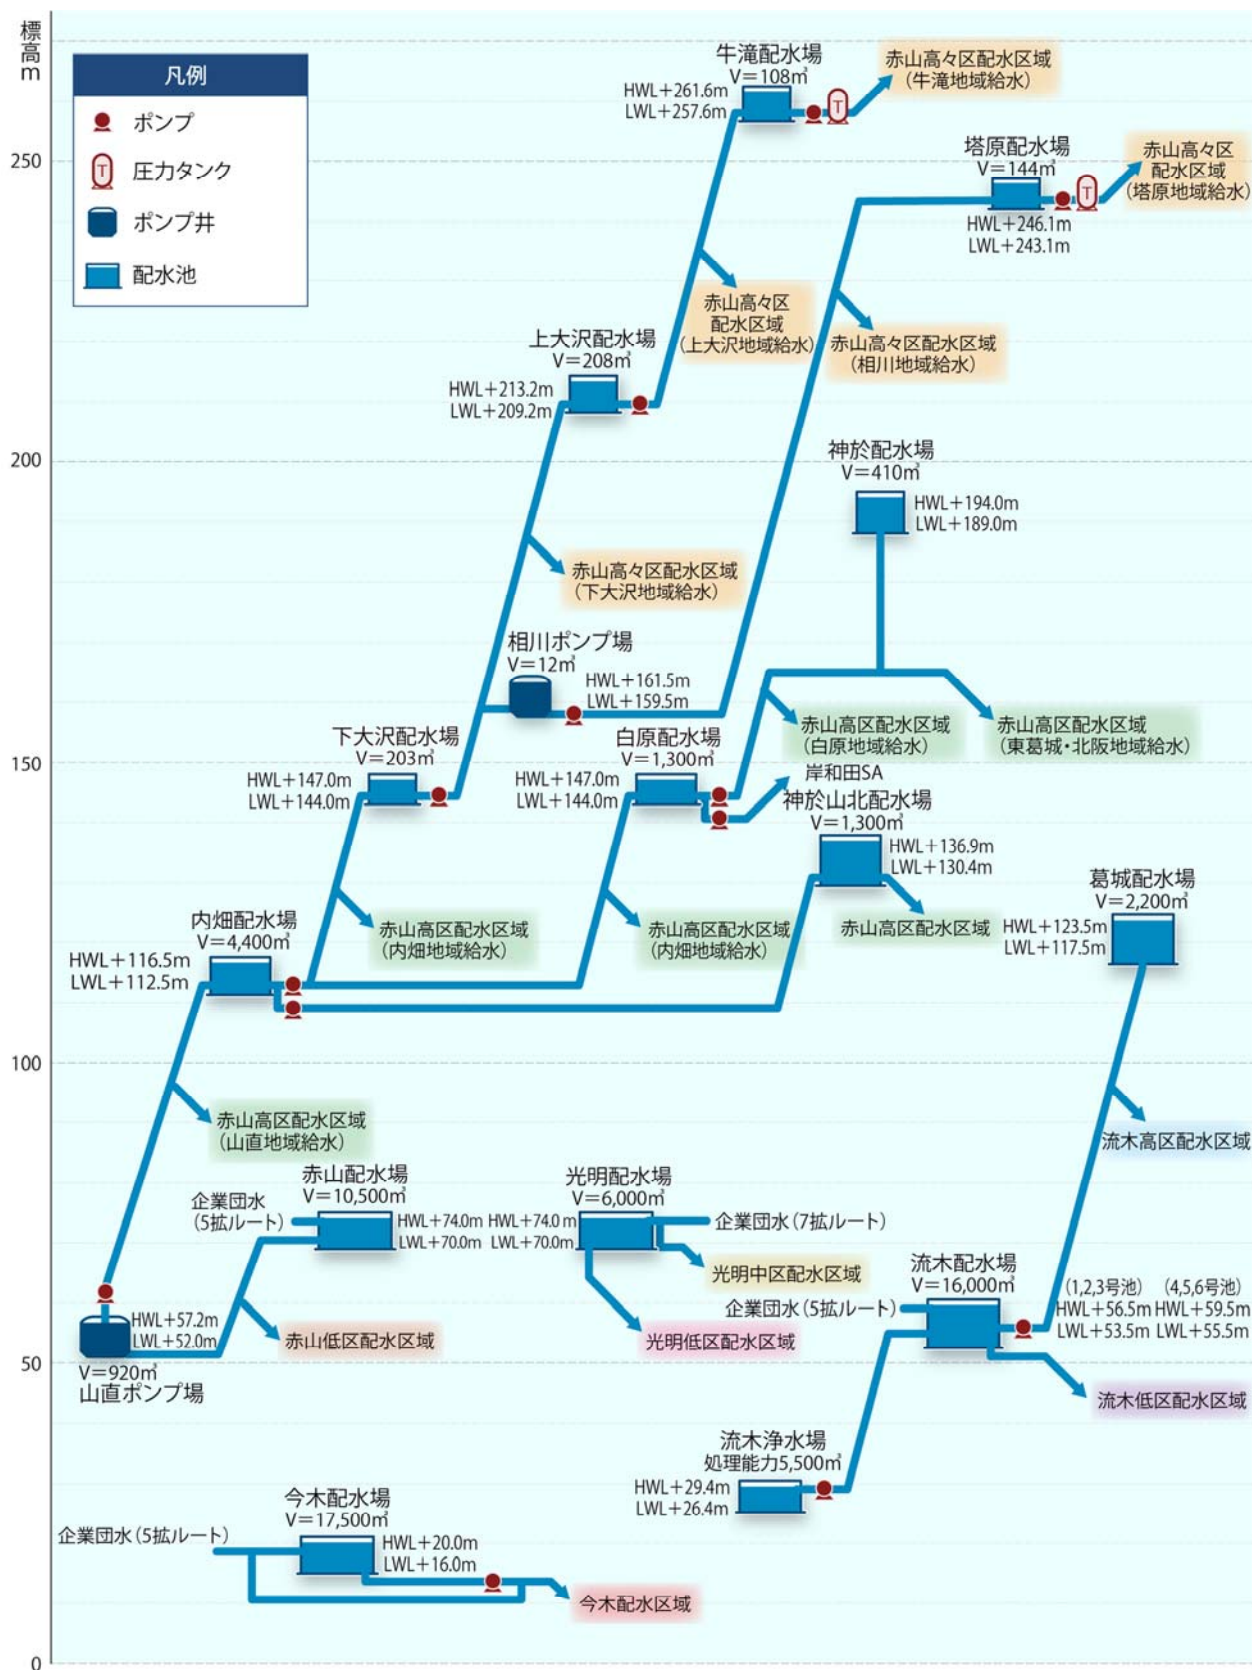 標高m
250
200
150
100
50
0
凡例
ポンプ
圧力タンク
T
ポンプ井
配水池
牛滝配水場
V=108㎥
HWL+261.6m
LWL+257.6m
T
赤山高々区配水区域
(牛滝地域給水)
塔原配水場
V=144㎥
HWL+246.1m
LWL+243.1m
T
赤山高々区
配水区域
(塔原地域給水)
赤山高々区
配水区域
(上大沢地域給水)
赤山高々区配水区域
(相川地域給水)
上大沢配水場
V=208㎥
HWL+213.2m
LWL+209.2m
神於配水場
V=410㎥
HWL+194.0m
LWL+189.0m
赤山高々区配水区域
(下大沢地域給水)
相川ポンプ場
V=12㎥
HWL+161.5m
LWL+159.5m
赤山高区配水区域
(白原地域給水)
赤山高区配水区域
(東葛城・北阪地域給水)
下大沢配水場
V=203㎥
HWL+147.0m
LWL+144.0m
白原配水場
V=1,300㎥
HWL+147.0m
LWL+144.0m
岸和田SA
神於山北配水場
V=1,300㎥
HWL+136.9m
LWL+130.4m
葛城配水場
V=2,200㎥
HWL+123.5m
LWL+117.5m
内畑配水場
V=4,400㎥
HWL+116.5m
LWL+112.5m
赤山高区配水区域
(内畑地域給水)
赤山高区配水区域
(内畑地域給水)
赤山高区配水区域
赤山高区配水区域
(山直地域給水)
流木高区配水区域
赤山配水場
V=10,500㎥
企業団水
(5拡ルート)
HWL+74.0m
LWL+70.0m
光明配水場
V=6,000㎥
HWL+74.0m
LWL+70.0m
企業団水(7拡ルート)
光明中区配水区域
光明低区配水区域
流木配水場
V=16,000㎥
企業団水(5拡ルート)
(1,2,3号池)
HWL+56.5m
LWL+53.5m
(4,5,6号池)
HWL+59.5m
LWL+55.5m
HWL+57.2m
LWL+52.0m
V=920㎥
山直ポンプ場
赤山低区配水区域
流木低区配水区域
流木浄水場
処理能力5,500㎥
HWL+29.4m
LWL+26.4m
今木配水場
V=17,500㎥
企業団水(5拡ルート)
HWL+20.0m
LWL+16.0m
今木配水区域